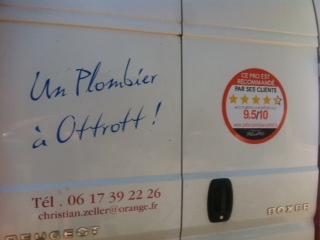 Un Plombier
à Ottrott !
CE PRO EST
RECOMMANDÉ
PAR SES CLIENTS
9.5/10
Tél . 06 17 39 22 26
christian.zeller@orange.fr
PEUGEOT
BOXER